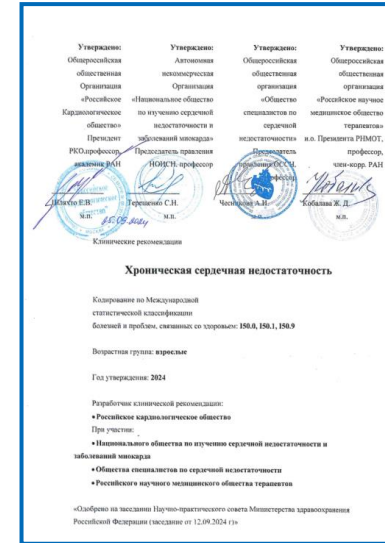 Утверждено: Утверждено: Утверждено: Утверждено:
Общероссийская Автономная Общероссийская Общероссийская
общественная некоммерческая общественная общественная
Организация Организация организация организация
«Российское «Национальное общество «Общество «Российское научное
Кардиологическое по изучению сердечной специалистов по медицинское общество
общество» недостаточности и сердечной терапевтов»
Президент заболеваний миокарда» недостаточности» и.о. Президента РНМОТ,
РКО,профессор, Председатель правления Председатель профессор,
академик РАН НОИСН, профессор правления ОССН, член-корр. РАН
профессор
Шляхто Е.В. Терещенко С.Н. Чесникова А.И. Кобалава Ж. Д.
м.п. м.п. м.п. м.п.
Клинические рекомендации
Хроническая сердечная недостаточность
Кодирование по Международной
статистической классификации
болезней и проблем, связанных со здоровьем: I50.0, I50.1, I50.9
Возрастная группа: взрослые
Год утверждения: 2024
Разработчик клинической рекомендации:
• Российское кардиологическое общество
При участии:
• Национального общества по изучению сердечной недостаточности и
заболеваний миокарда
• Общества специалистов по сердечной недостаточности
• Российского научного медицинского общества терапевтов
«Одобрено на заседании Научно-практического совета Министерства здравоохранения
Российской Федерации (заседание от 12.09.2024 г)»